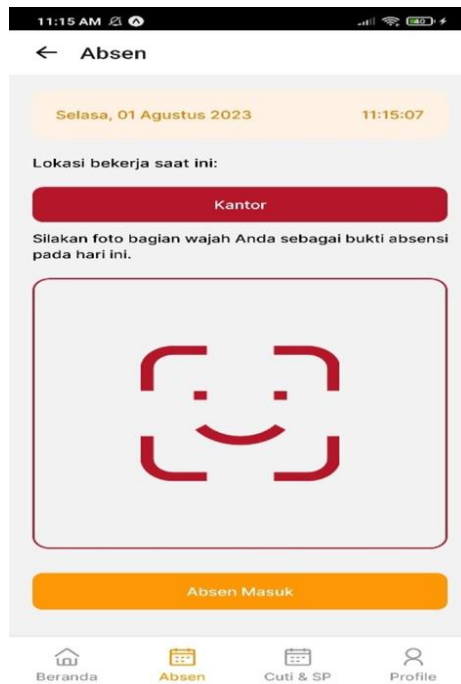 11:15 AM
40
← Absen
Selasa, 01 Agustus 2023 11:15:07
Lokasi bekerja saat ini:
Kantor
Silakan foto bagian wajah Anda sebagai bukti absensi
pada hari ini.
Absen Masuk
Beranda Absen Cuti & SP Profile